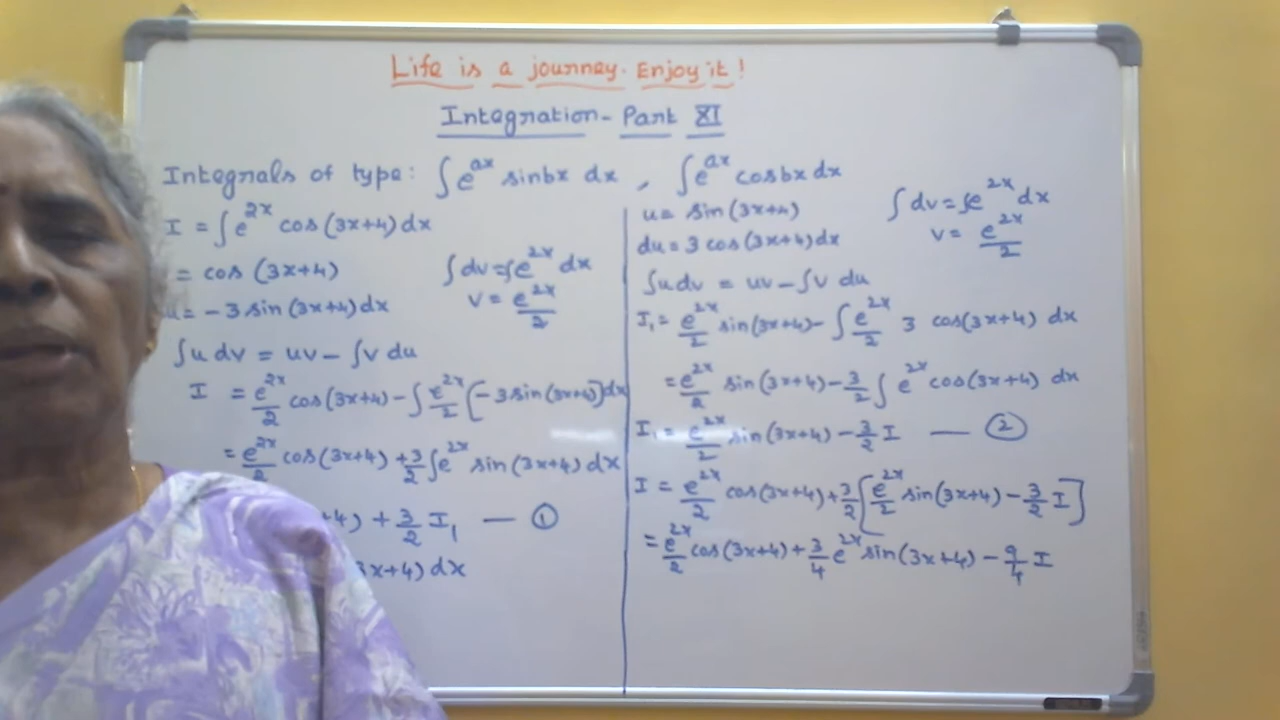 Life is a journey. Enjoy it!
Integration - Part XI
Integrals of type: ∫e^{ax} sinbx dx , ∫e^{ax} cosbx dx
I = ∫e^{2x} cos(3x+4) dx
= cos (3x+4)
∫dv = ∫e^{2x} dx
= -3 sin (3x+4) dx
v = e^{2x}/2
∫u dv = uv - ∫v du
I = e^{2x}/2 cos(3x+4) - ∫e^{2x}/2 [-3 sin(3x+4)] dx
= e^{2x}/2 cos(3x+4) + 3/2 ∫e^{2x} sin(3x+4) dx
+4) + 3/2 I₁ — ①
3x+4) dx
u = sin(3x+4)
∫dv = ∫e^{2x} dx
du = 3 cos(3x+4) dx
v = e^{2x}/2
∫u dv = uv - ∫v du
I₁ = e^{2x}/2 sin(3x+4) - ∫e^{2x}/2 3 cos(3x+4) dx
= e^{2x}/2 sin(3x+4) - 3/2 ∫ e^{2x} cos(3x+4) dx
I₁ = e^{2x}/2 sin(3x+4) - 3/2 I — ②
I = e^{2x}/2 cos(3x+4) + 3/2 [e^{2x}/2 sin(3x+4) - 3/2 I]
= e^{2x}/2 cos(3x+4) + 3/4 e^{2x} sin(3x+4) - 9/4 I